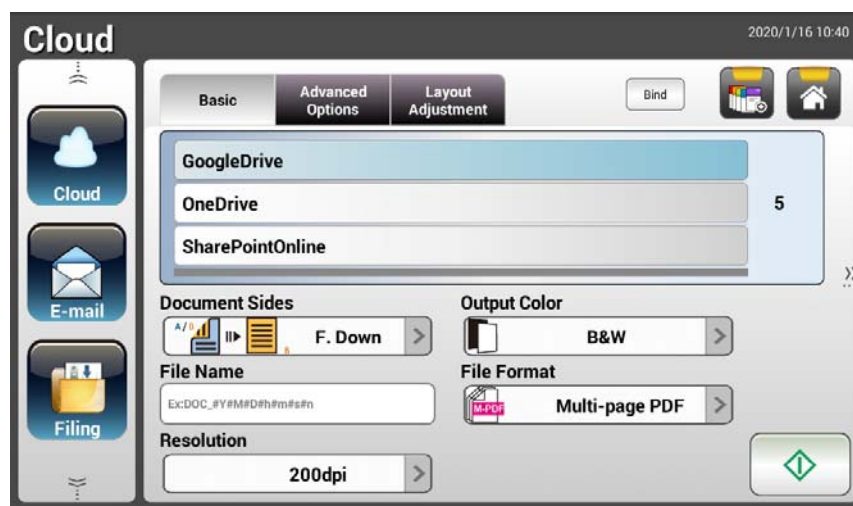 Cloud
2020/1/16 10:40
Basic
Advanced
Options
Layout
Adjustment
Bind
Cloud
E-mail
Filing
GoogleDrive
OneDrive
SharePointOnline
5
Document Sides
A/
F. Down
Output Color
B&W
File Name
Ex:DOC_#Y#M#D#h#m#s#n
File Format
M-PDF
Multi-page PDF
Resolution
200dpi